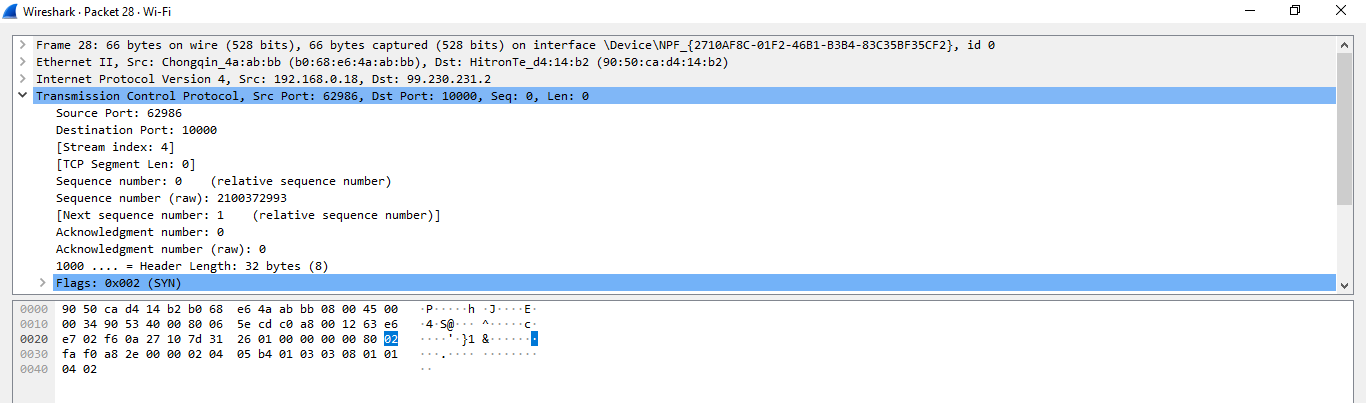 Wireshark · Packet 28 · Wi-Fi
Frame 28: 66 bytes on wire (528 bits), 66 bytes captured (528 bits) on interface \Device\NPF_{2710AF8C-01F2-46B1-B3B4-83C35BF35CF2}, id 0
Ethernet II, Src: Chongqin_4a:ab:bb (b0:68:e6:4a:ab:bb), Dst: HitronTe_d4:14:b2 (90:50:ca:d4:14:b2)
Internet Protocol Version 4, Src: 192.168.0.18, Dst: 99.230.231.2
Transmission Control Protocol, Src Port: 62986, Dst Port: 10000, Seq: 0, Len: 0
Source Port: 62986
Destination Port: 10000
[Stream index: 4]
[TCP Segment Len: 0]
Sequence number: 0    (relative sequence number)
Sequence number (raw): 2100372993
[Next sequence number: 1    (relative sequence number)]
Acknowledgment number: 0
Acknowledgment number (raw): 0
1000 .... = Header Length: 32 bytes (8)
Flags: 0x002 (SYN)
0000  90 50 ca d4 14 b2 b0 68  e6 4a ab bb 08 00 45 00   ·P·····h ·J····E·
0010  00 34 90 53 40 00 80 06  5e cd c0 a8 00 12 63 e6   ·4·S@··· ^·····c·
0020  e7 02 f6 0a 27 10 7d 31  26 01 00 00 00 00 80 02   ····'·}1 &·······
0030  fa f0 a8 2e 00 00 02 04  05 b4 01 03 03 08 01 01   ···.···· ········
0040  04 02   ··